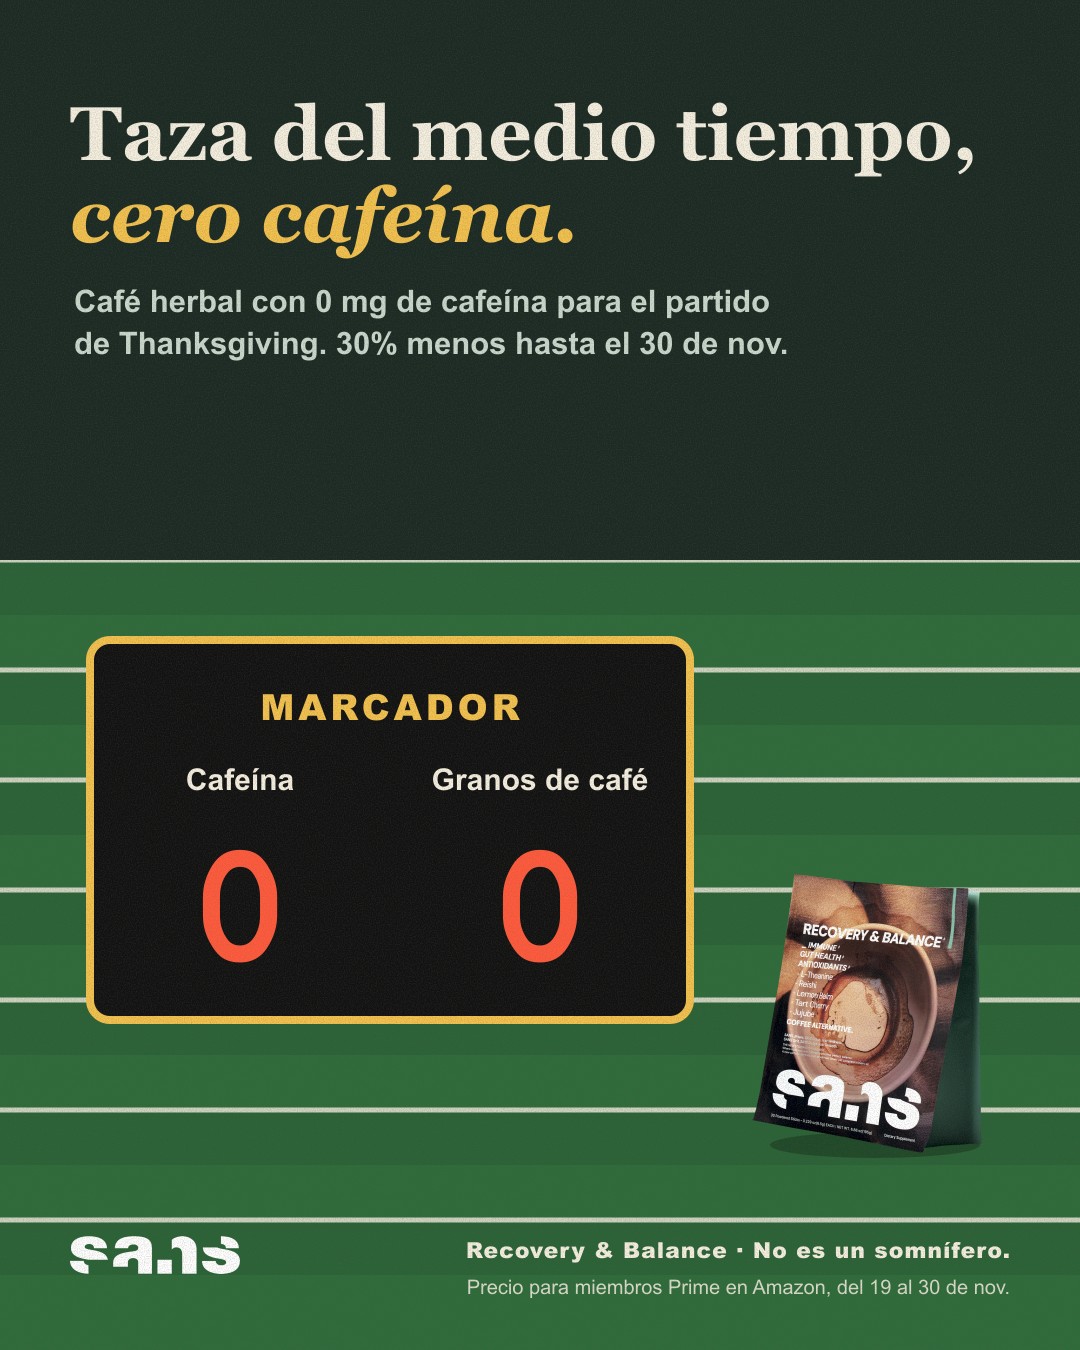 Taza del medio tiempo,
cero cafeína.
Café herbal con 0 mg de cafeína para el partido
de Thanksgiving. 30% menos hasta el 30 de nov.
MARCADOR
Cafeína
Granos de café
0
0
RECOVERY & BALANCE
IMMUNE
GUT HEALTH
ANTIOXIDANTS
L-Theanine
Reishi
Lemon Balm
Tart Cherry
Jujube
COFFEE ALTERNATIVE.
sans
Dietary Supplement
sans
Recovery & Balance · No es un somnífero.
Precio para miembros Prime en Amazon, del 19 al 30 de nov.